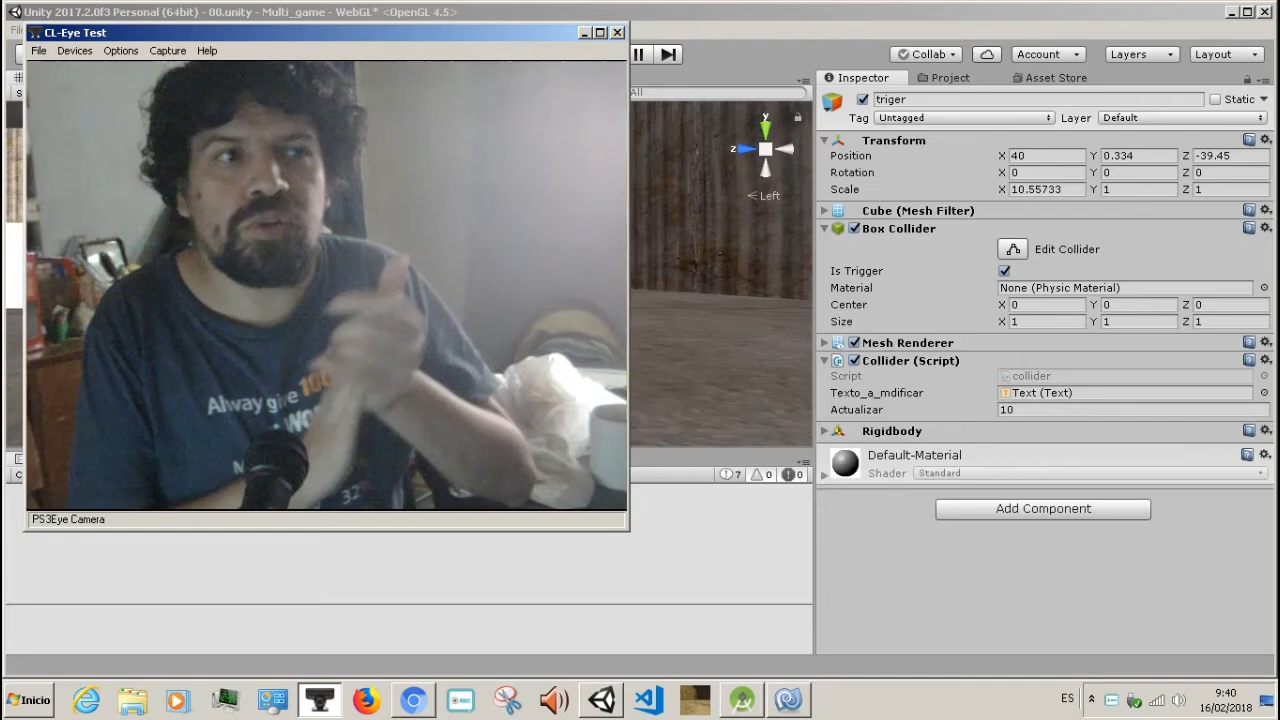 Unity 2017.2.0f3 Personal (64bit) - 00.unity - Multi_game - WebGL* <OpenGL 4.5>
CL-Eye Test
File Devices Options Capture Help
Collab Account Layers Layout
Inspector Project Asset Store
All
triger Static
Tag Untagged Layer Default
y
z
Left
Transform
Position X 40 Y 0.334 Z -39.45
Rotation X 0 Y 0 Z 0
Scale X 10.55733 Y 1 Z 1
Cube (Mesh Filter)
Box Collider
Edit Collider
Is Trigger
Material None (Physic Material)
Center X 0 Y 0 Z 0
Size X 1 Y 1 Z 1
Mesh Renderer
Collider (Script)
Script collider
Texto_a_mdificar Text (Text)
Actualizar 10
Rigidbody
Default-Material
Shader Standard
Add Component
7 0 0
Alway give 100
32
PS3Eye Camera
Inicio
REC
ES
9:40
16/02/2018